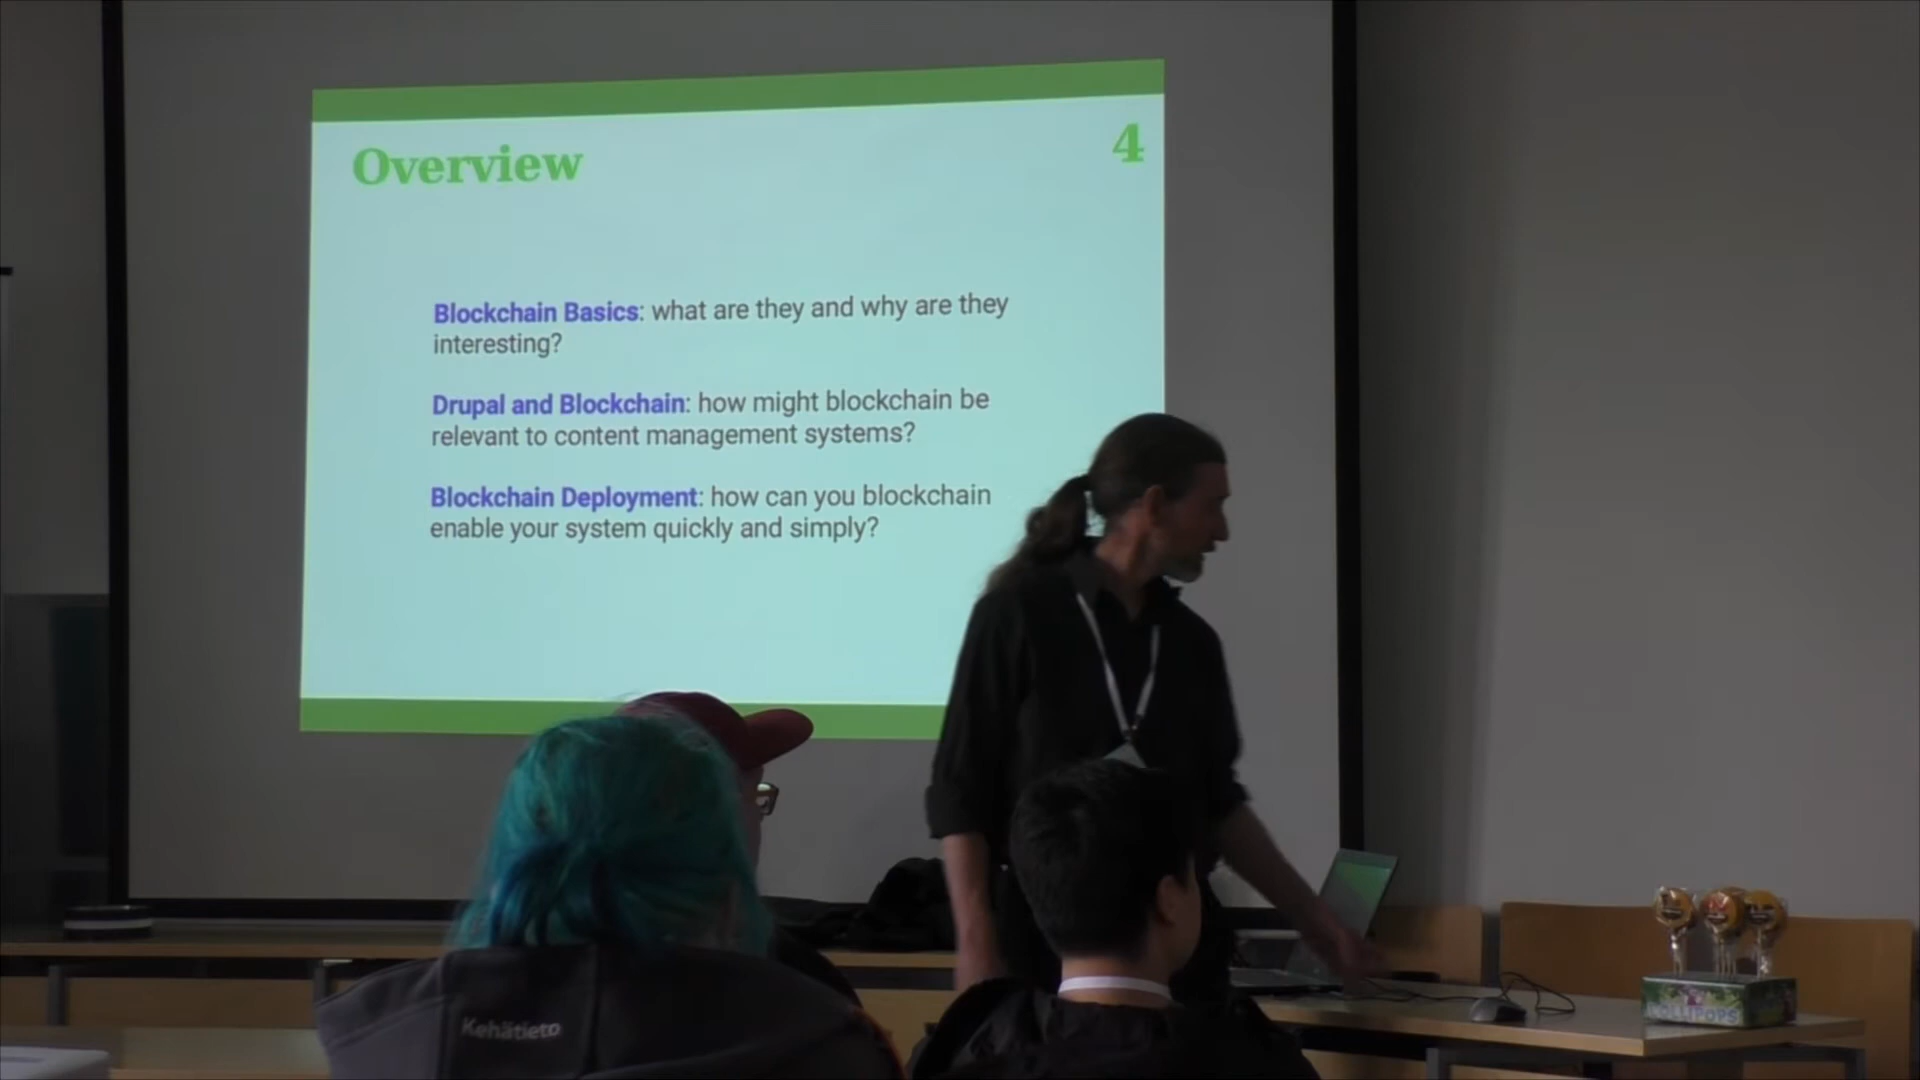 Overview
4
Blockchain Basics: what are they and why are they
interesting?
Drupal and Blockchain: how might blockchain be
relevant to content management systems?
Blockchain Deployment: how can you blockchain
enable your system quickly and simply?
Kehätieto
LOLLIPOPS